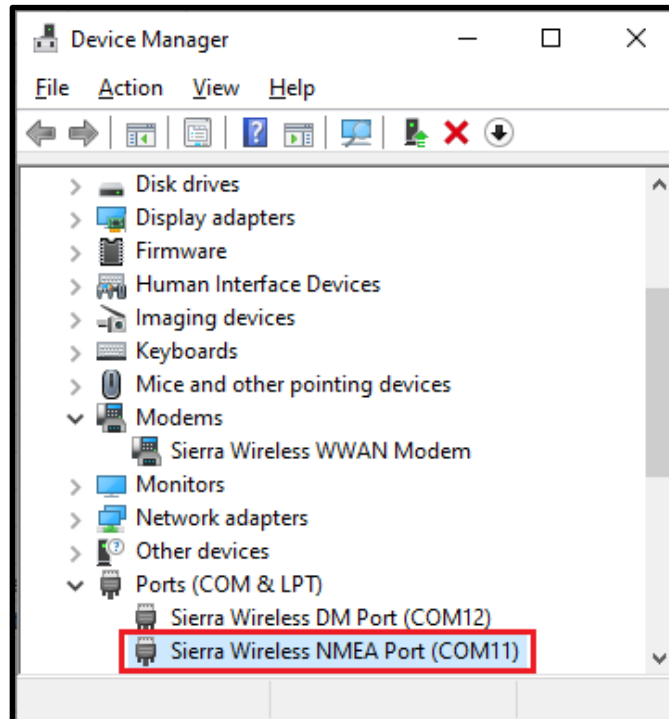 Device Manager
File Action View Help
Disk drives
Display adapters
Firmware
Human Interface Devices
Imaging devices
Keyboards
Mice and other pointing devices
Modems
Sierra Wireless WWAN Modem
Monitors
Network adapters
Other devices
Ports (COM & LPT)
Sierra Wireless DM Port (COM12)
Sierra Wireless NMEA Port (COM11)